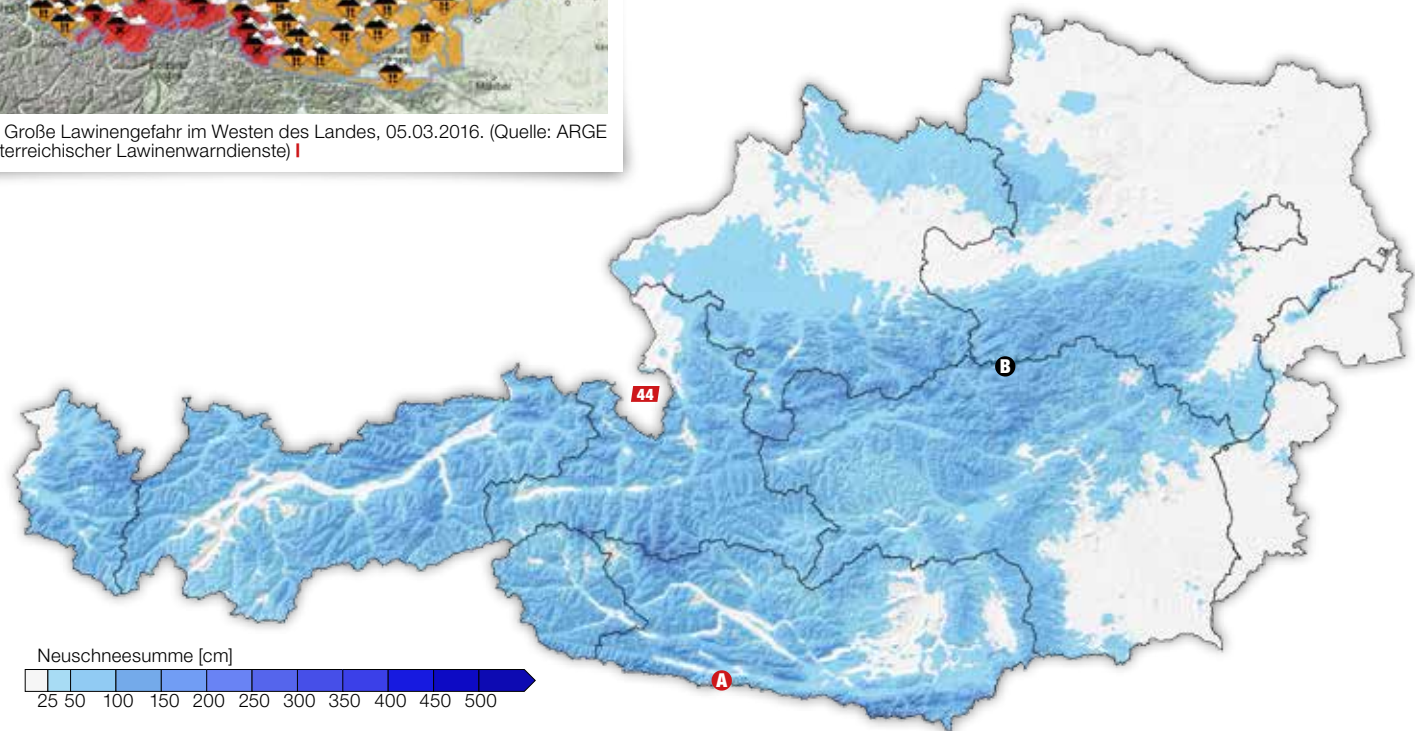 Große Lawinengefahr im Westen des Landes, 05.03.2016. (Quelle: ARGE
terreichischer Lawinenwarndienste) I
44
B
A
Neuschneesumme [cm]
25 50 100 150 200 250 300 350 400 450 500